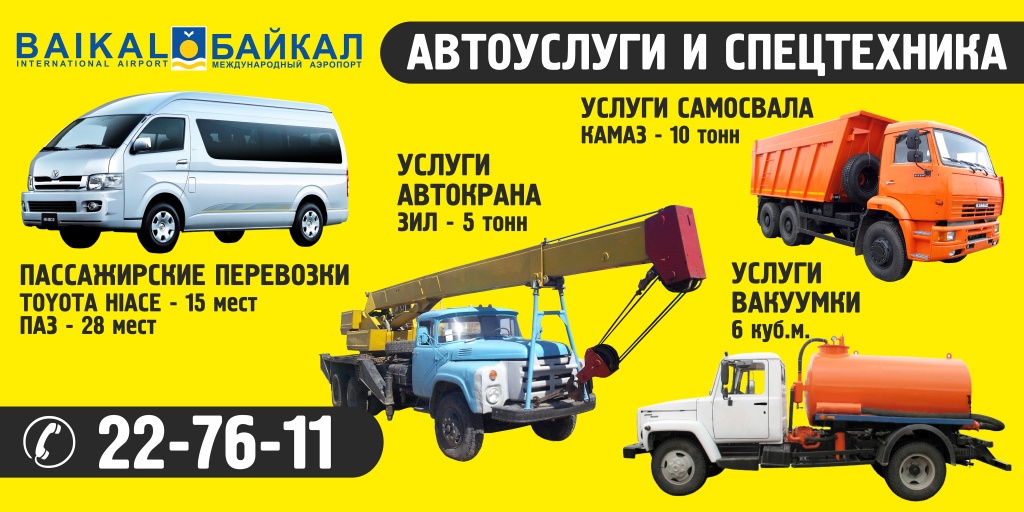 BAIKAL БАЙКАЛ
INTERNATIONAL AIRPORT МЕЖДУНАРОДНЫЙ АЭРОПОРТ
АВТОУСЛУГИ И СПЕЦТЕХНИКА
УСЛУГИ САМОСВАЛА
КАМАЗ - 10 тонн
УСЛУГИ
АВТОКРАНА
ЗИЛ - 5 тонн
ПАССАЖИРСКИЕ ПЕРЕВОЗКИ
TOYOTA HIACE - 15 мест
ПАЗ - 28 мест
УСЛУГИ
ВАКУУМКИ
6 куб.м.
22-76-11